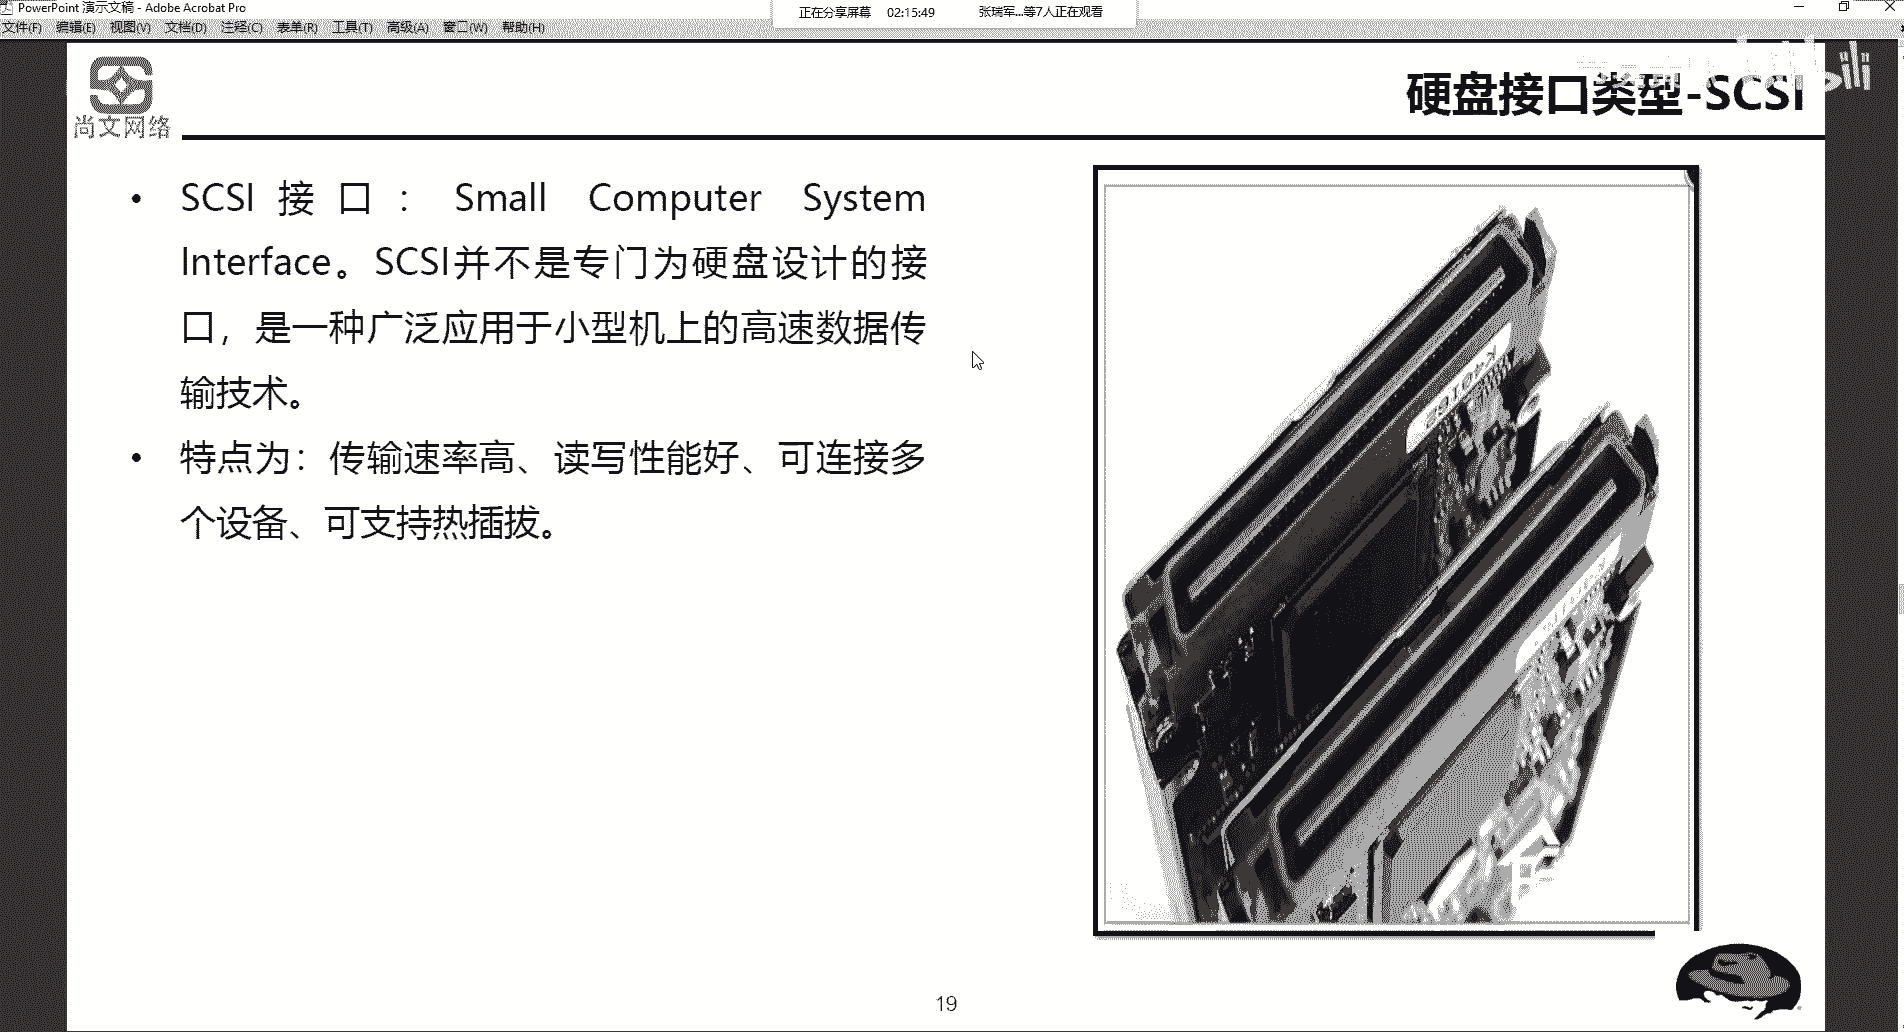 PowerPoint 演示文稿 - Adobe Acrobat Pro
正在分享屏幕 02:15:49 张瑞军...等7人正在观看
文件(F) 编辑(E) 视图(V) 文档(D) 注释(C) 表单(R) 工具(T) 高级(A) 窗口(W) 帮助(H)
尚文网络
硬盘接口类型-SCSI
• SCSI接口：Small Computer System
Interface。SCSI并不是专门为硬盘设计的接
口，是一种广泛应用于小型机上的高速数据传
输技术。
• 特点为：传输速率高、读写性能好、可连接多
个设备、可支持热插拔。
19